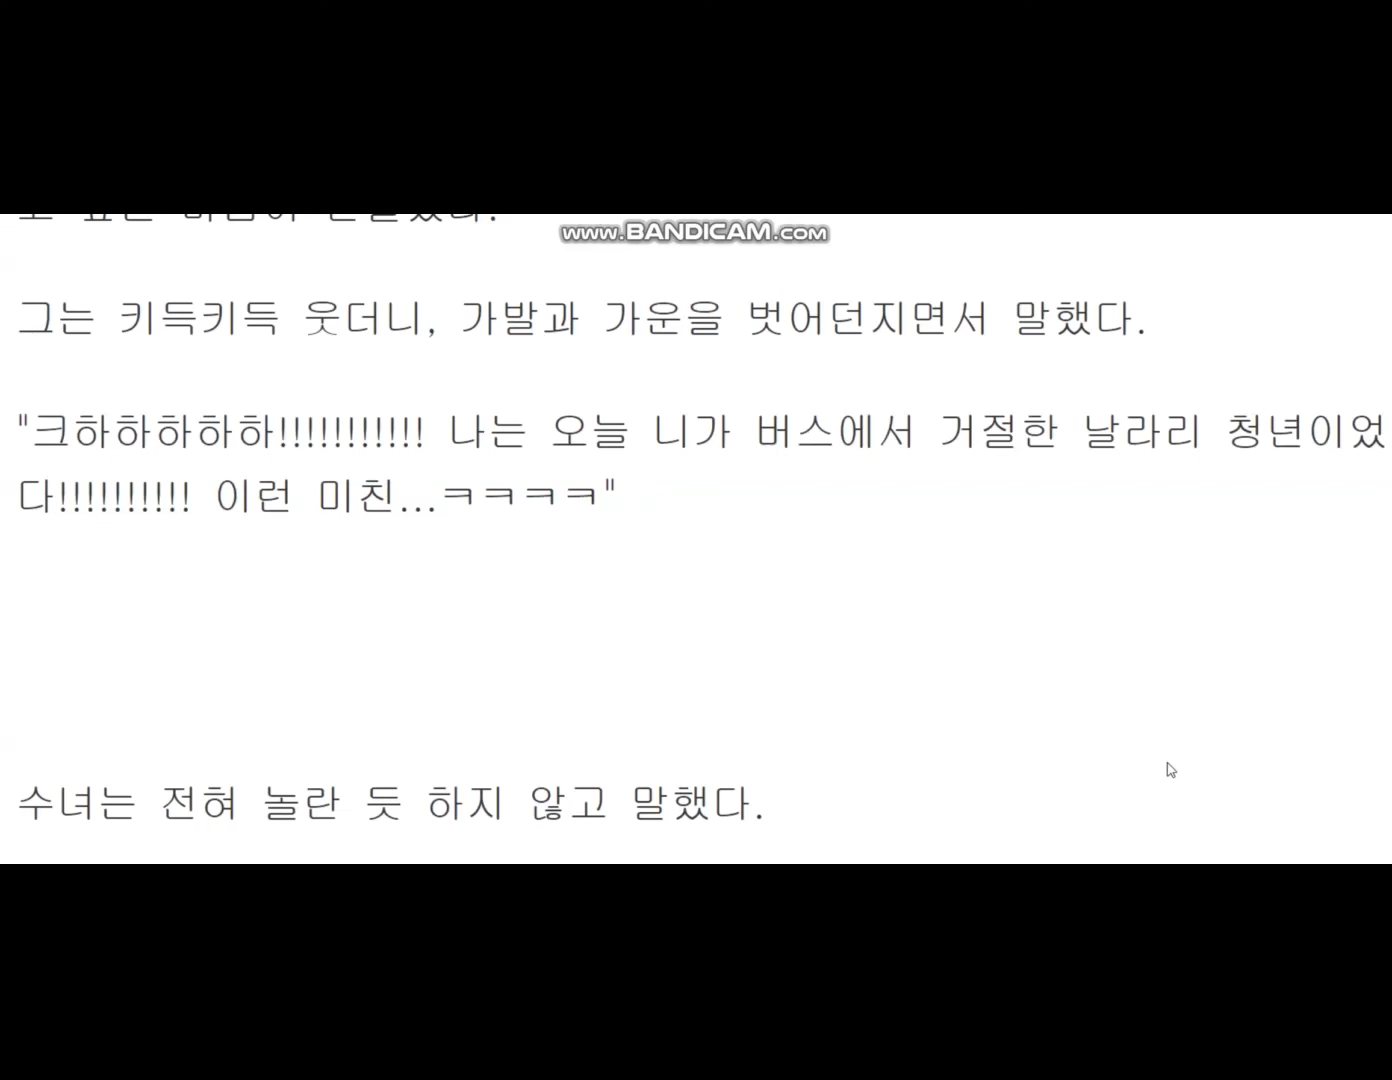 www.BANDICAM.com
그는 키득키득 웃더니, 가발과 가운을 벗어던지면서 말했다.
"크하하하하하!!!!!!!!!!! 나는 오늘 니가 버스에서 거절한 날라리 청년이었
다!!!!!!!!!! 이런 미친...ㅋㅋㅋㅋ"
수녀는 전혀 놀란 듯 하지 않고 말했다.